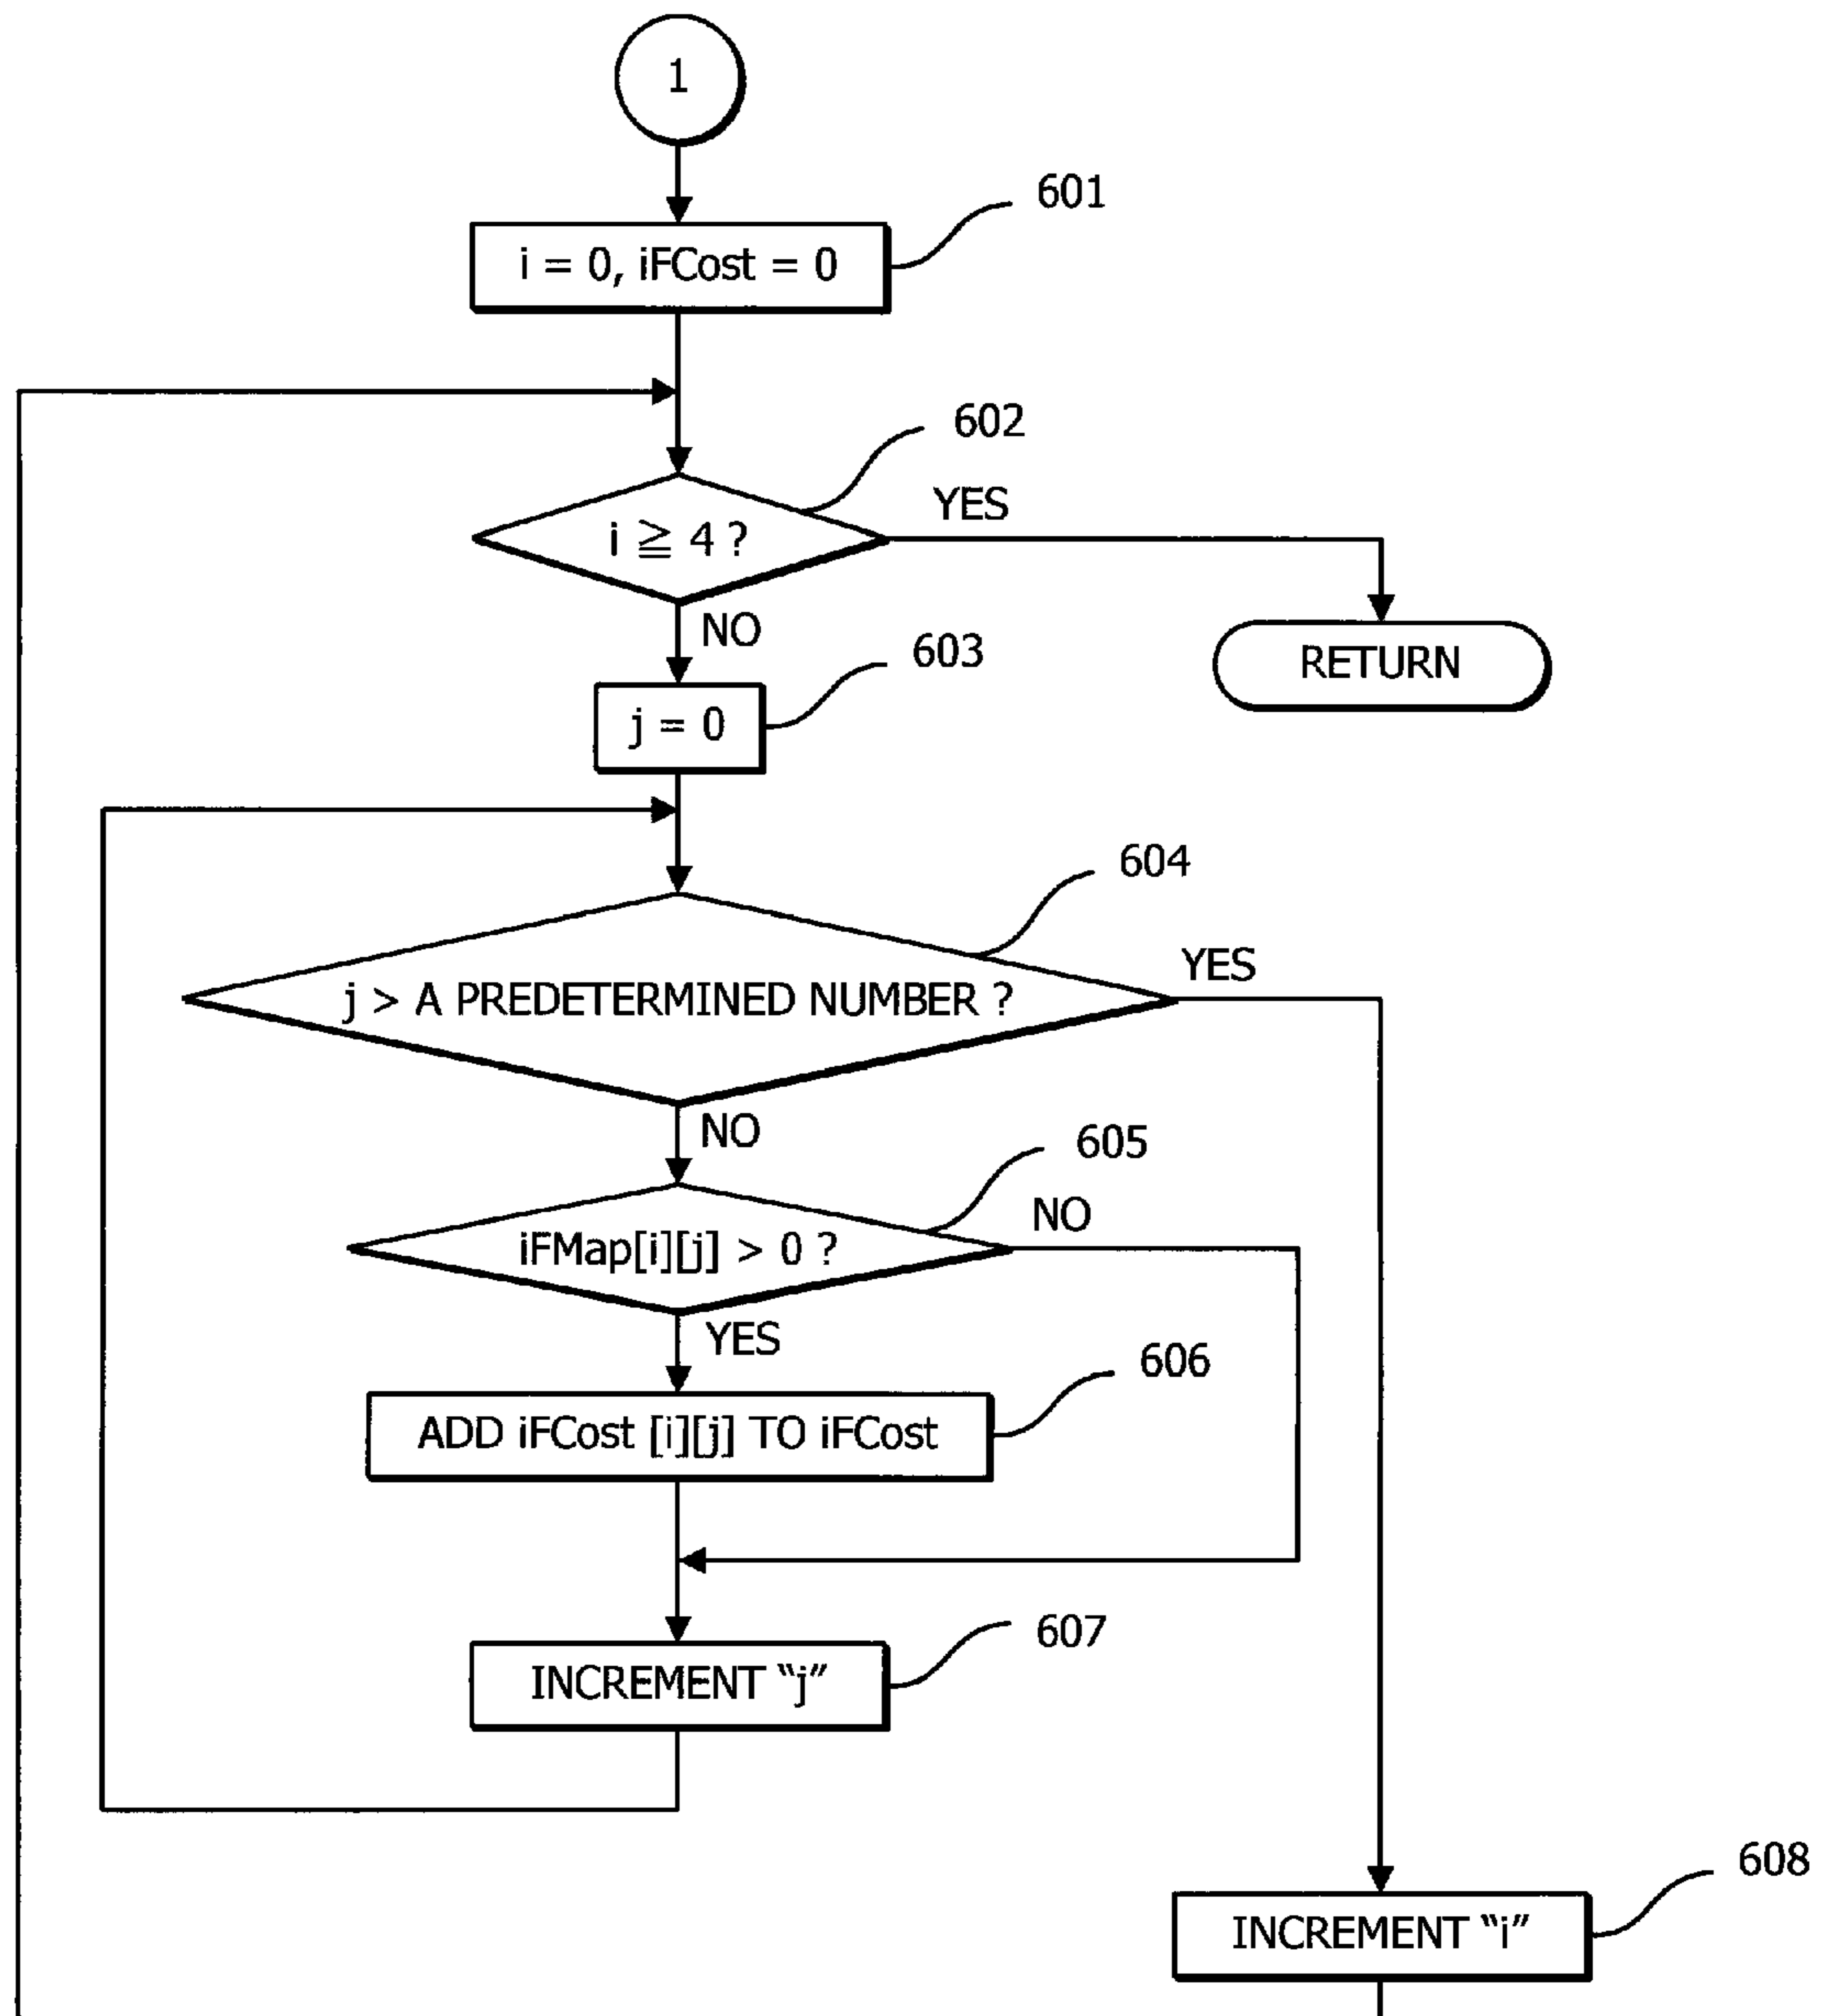 1
601
i = 0, iFCost = 0
602
YES
i ≧ 4 ?
NO
603
RETURN
j = 0
604
YES
j > A PREDETERMINED NUMBER ?
NO
605
NO
iFMap[i][j] > 0 ?
YES
606
ADD iFCost [i][j] TO iFCost
607
INCREMENT “j”
608
INCREMENT “i”